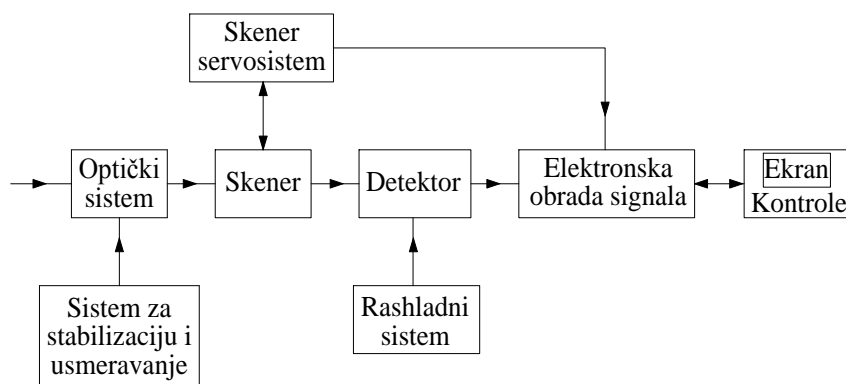 Skener
servosistem
Optički
sistem
Skener
Detektor
Elektronska
obrada signala
Ekran
Kontrole
Sistem za
stabilizaciju i
usmeravanje
Rashladni
sistem